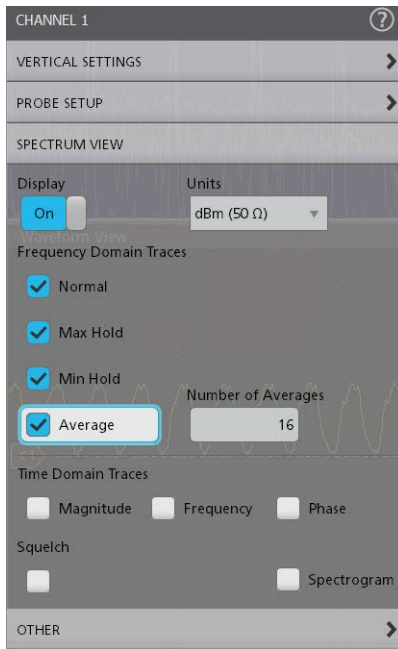 CHANNEL 1
?
VERTICAL SETTINGS
PROBE SETUP
SPECTRUM VIEW
Display Units
On dBm (50 Ω)
Waveform View
Frequency Domain Traces
Normal
Max Hold
Min Hold
Number of Averages
Average 16
Time Domain Traces
Magnitude Frequency Phase
Squelch
Spectrogram
OTHER